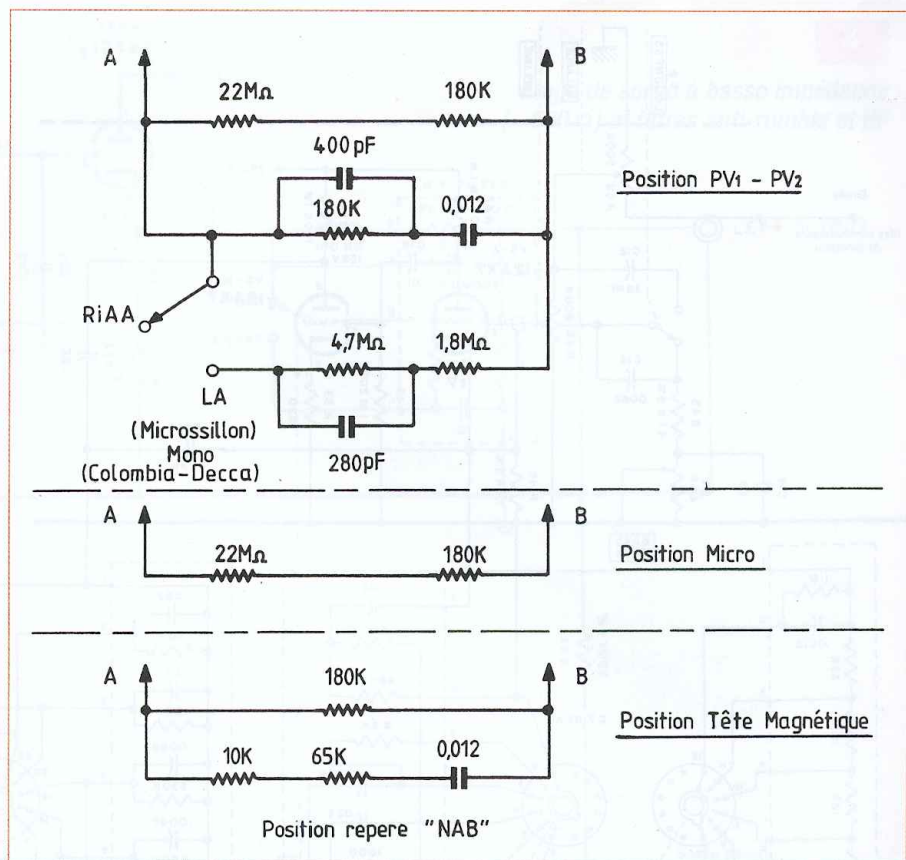 A B
22MΩ 180K
400pF
180K 0,012
Position PV1 - PV2
RiAA
4,7MΩ 1,8MΩ
LA
(Microssillon)
Mono
(Colombia-Decca)
280pF
A B
22MΩ 180K
Position Micro
A B
180K
Position Tête Magnétique
10K 65K 0,012
Position repere "NAB"